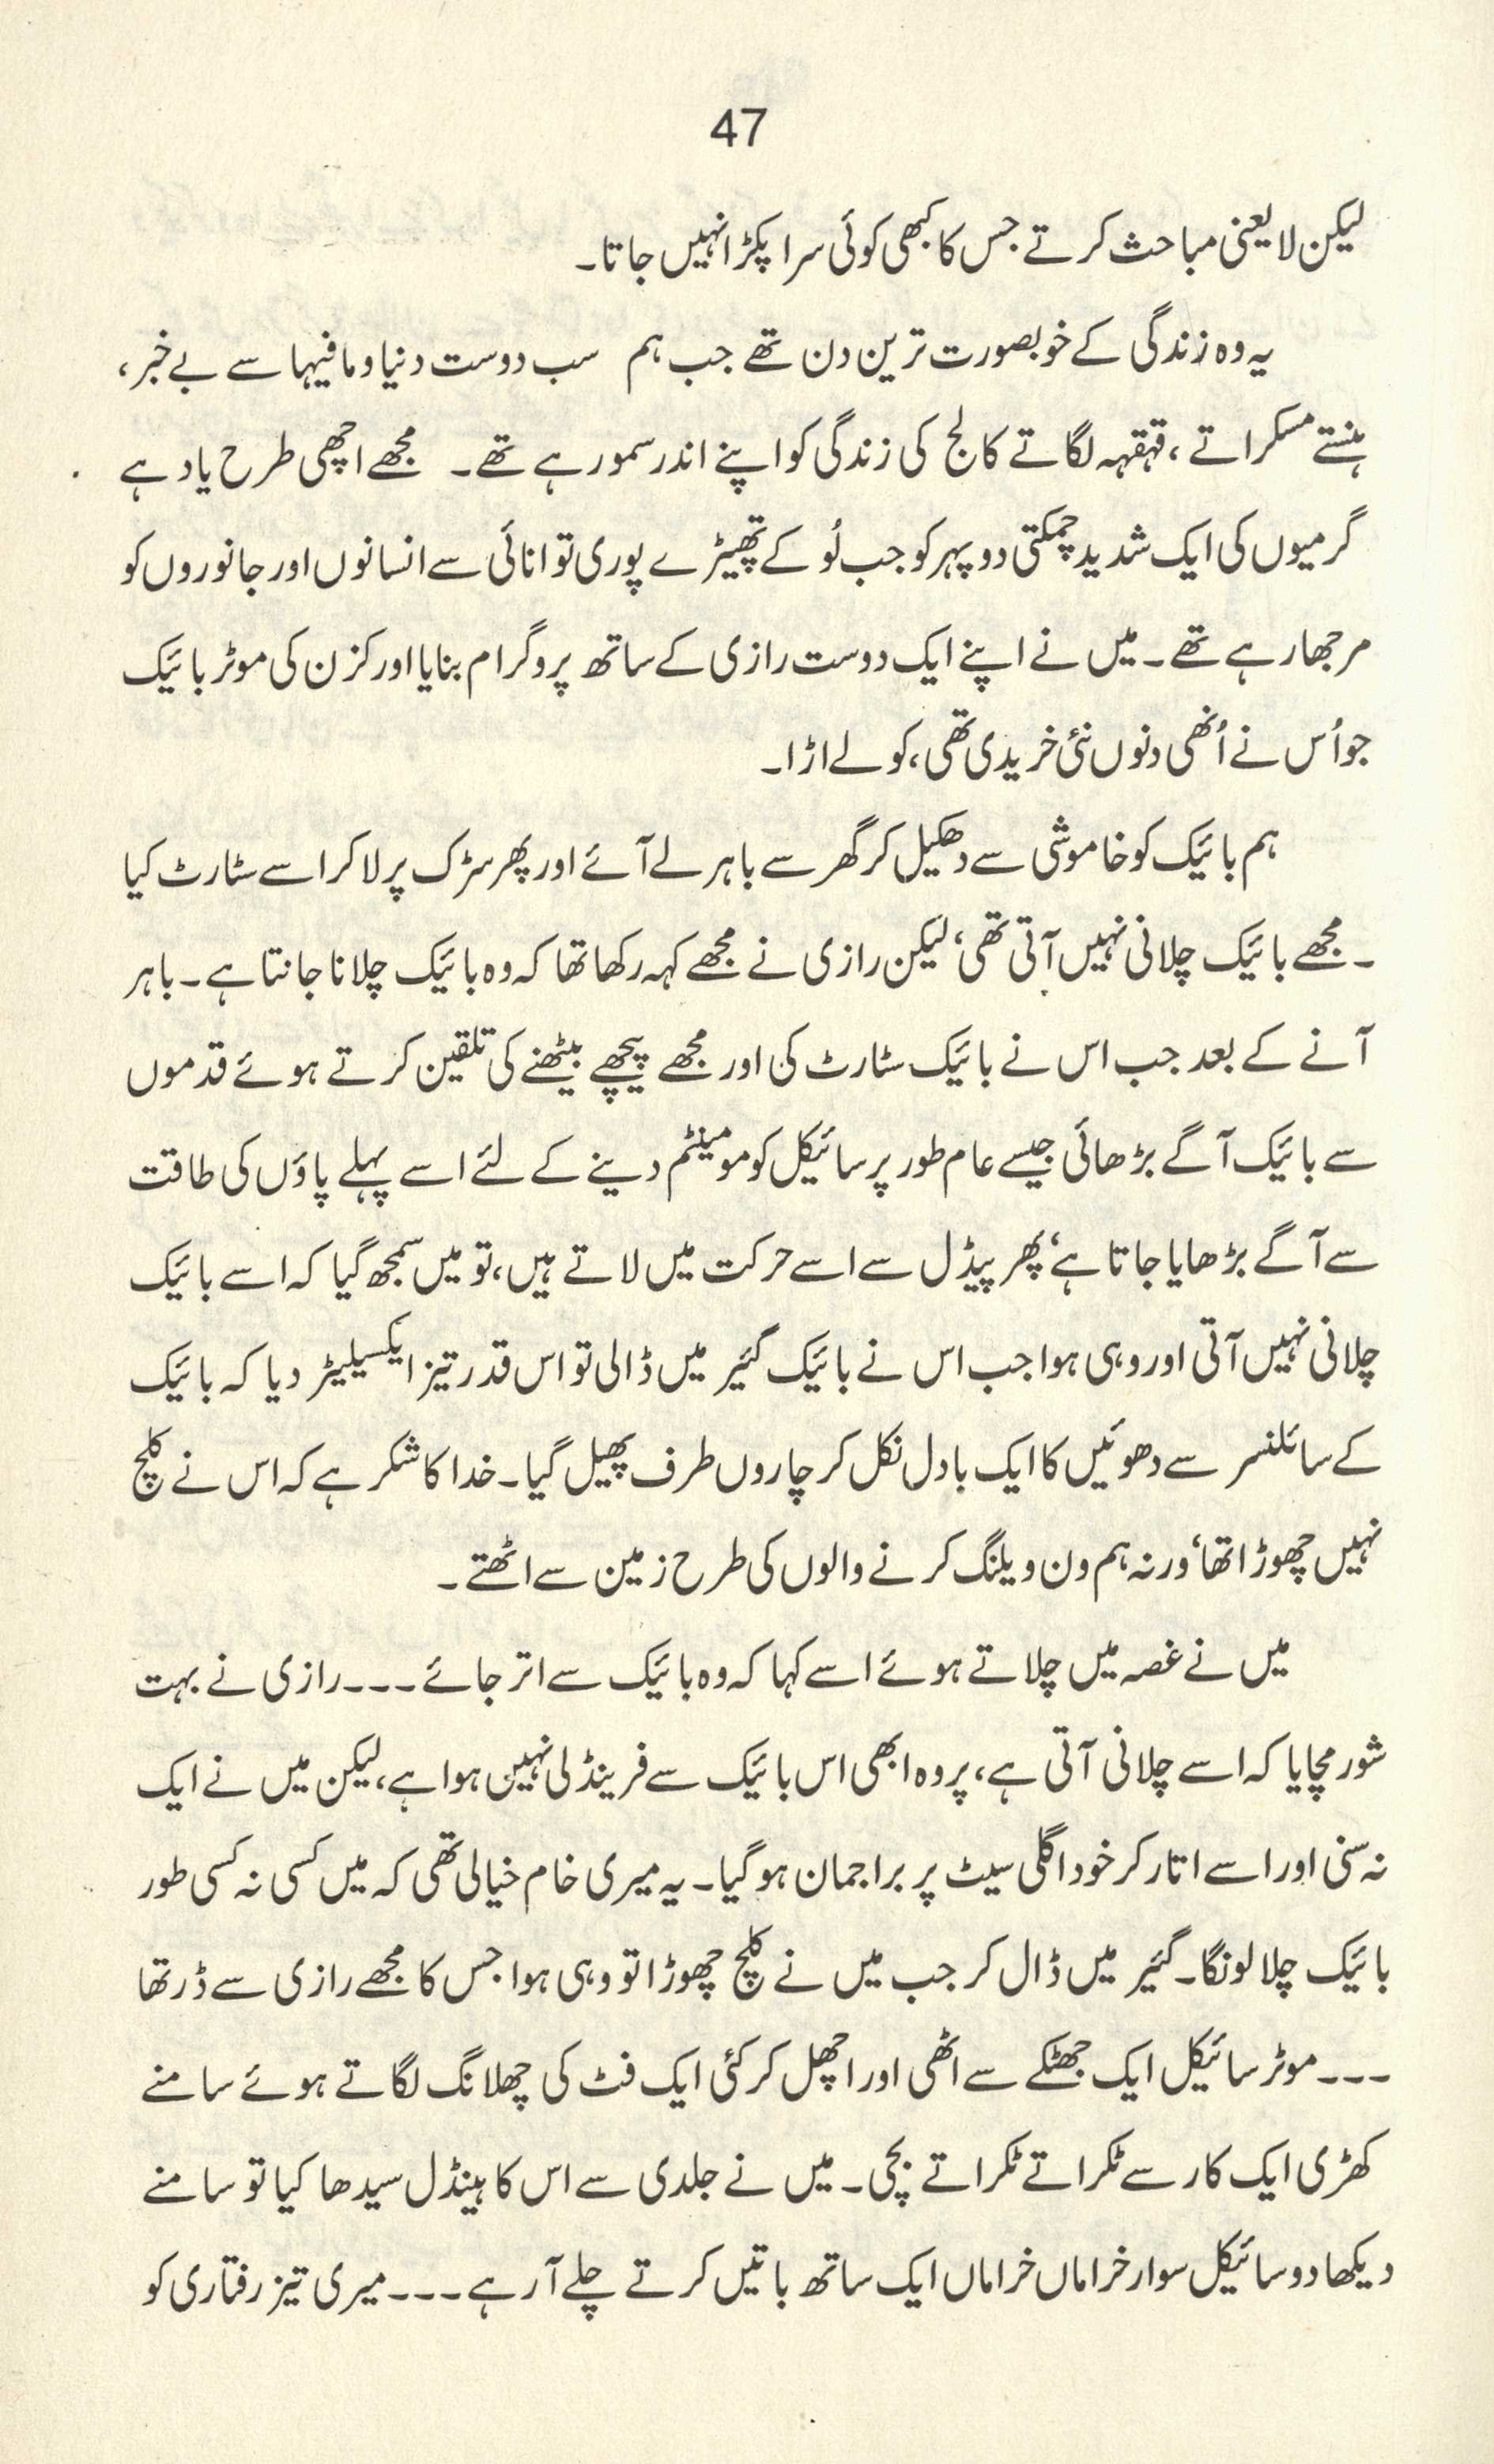 47
لیکن لایعنی مباحث کرتے جس کا کبھی کوئی سرا پکڑا نہیں جاتا۔
یہ وہ زندگی کے خوبصورت ترین دن تھے جب ہم سب دوست دنیا و مافیہا سے بے خبر،
ہنستے مسکراتے ، قہقہہ لگاتے کالج کی زندگی کو اپنے اندر سمو رہے تھے۔ مجھے اچھی طرح یاد ہے
گرمیوں کی ایک شدید چمکتی دوپہر کو جب لُو کے تھپیڑے پوری توانائی سے انسانوں اور جانوروں کو
مرجھا رہے تھے۔ میں نے اپنے ایک دوست رازی کے ساتھ پروگرام بنایا اور کزن کی موٹر بائیک
جو اُس نے اُنھی دنوں نئی خریدی تھی، کو لے اڑا۔
ہم بائیک کو خاموشی سے دھکیل کر گھر سے باہر لے آئے اور پھر سڑک پر لا کر اسے سٹارٹ کیا
۔ مجھے بائیک چلانی نہیں آتی تھی، لیکن رازی نے مجھے کہہ رکھا تھا کہ وہ بائیک چلانا جانتا ہے۔ باہر
آنے کے بعد جب اس نے بائیک سٹارٹ کی اور مجھے پیچھے بیٹھنے کی تلقین کرتے ہوئے قدموں
سے بائیک آگے بڑھائی جیسے عام طور پر سائیکل کو مومینٹم دینے کے لئے اسے پہلے پاؤں کی طاقت
سے آگے بڑھایا جاتا ہے، پھر پیڈل سے اسے حرکت میں لاتے ہیں، تو میں سمجھ گیا کہ اسے بائیک
چلانی نہیں آتی اور وہی ہوا جب اس نے بائیک گئیر میں ڈالی تو اس قدر تیز ایکسیلیٹر دیا کہ بائیک
کے سائلنسر سے دھوئیں کا ایک بادل نکل کر چاروں طرف پھیل گیا۔ خدا کا شکر ہے کہ اس نے کلچ
نہیں چھوڑا تھا، ورنہ ہم ون ویلنگ کرنے والوں کی طرح زمین سے اٹھتے۔
میں نے غصہ میں چلاتے ہوئے اسے کہا کہ وہ بائیک سے اتر جائے۔۔۔ رازی نے بہت
شور مچایا کہ اسے چلانی آتی ہے، پر وہ ابھی اس بائیک سے فرینڈلی نہیں ہوا ہے، لیکن میں نے ایک
نہ سنی اور اسے اتار کر خود اگلی سیٹ پر براجمان ہو گیا۔ یہ میری خام خیالی تھی کہ میں کسی نہ کسی طور
بائیک چلا لونگا۔ گئیر میں ڈال کر جب میں نے کلچ چھوڑا تو وہی ہوا جس کا مجھے رازی سے ڈر تھا
۔۔۔ موٹر سائیکل ایک جھٹکے سے اٹھی اور اچھل کر کئی ایک فٹ کی چھلانگ لگاتے ہوئے سامنے
کھڑی ایک کار سے ٹکراتے ٹکراتے بچی۔ میں نے جلدی سے اس کا ہینڈل سیدھا کیا تو سامنے
دیکھا دو سائیکل سوار خراماں خراماں ایک ساتھ باتیں کرتے چلے آ رہے ۔۔۔ میری تیز رفتاری کو